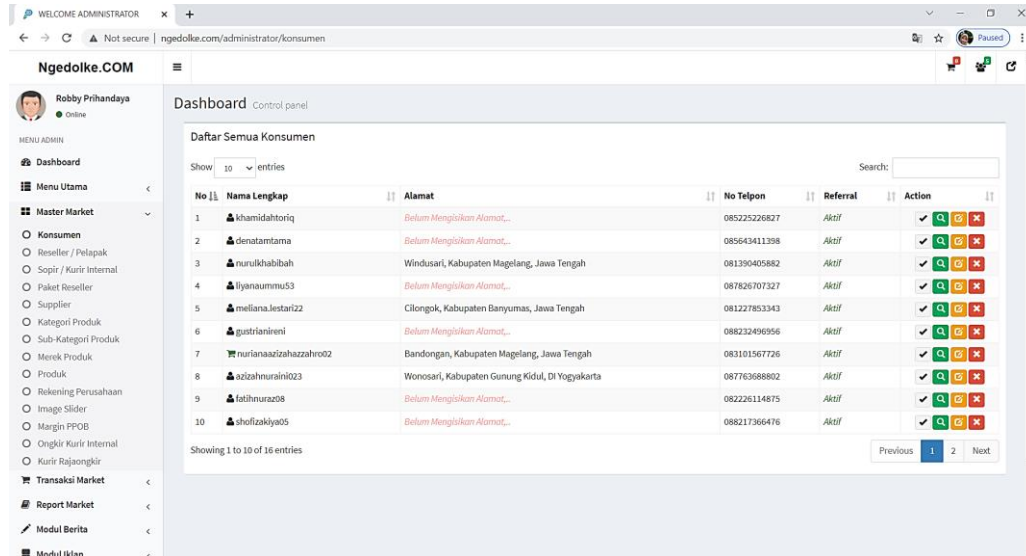 WELCOME ADMINISTRATOR
Not secure | ngedolke.com/administrator/konsumen
Paused
Ngedolke.COM
Robby Prihandaya
Online
MENU ADMIN
Dashboard
Menu Utama
Master Market
Konsumen
Reseller / Pelapak
Sopir / Kurir Internal
Paket Reseller
Supplier
Kategori Produk
Sub-Kategori Produk
Merek Produk
Produk
Rekening Perusahaan
Image Slider
Margin PPOB
Ongkir Kurir Internal
Kurir Rajaongkir
Transaksi Market
Report Market
Modul Berita
Modul Iklan
Dashboard Control panel
Daftar Semua Konsumen
Show 10 entries Search:
No Nama Lengkap Alamat No Telpon Referral Action
1 khamidahtoriq Belum Mengisikan Alamat,.. 085225226827 Aktif
2 denatamtama Belum Mengisikan Alamat,.. 085643411398 Aktif
3 nurulkhabibah Windusari, Kabupaten Magelang, Jawa Tengah 081390405882 Aktif
4 liyanaummu53 Belum Mengisikan Alamat,.. 087826707327 Aktif
5 meliana.lestari22 Cilongok, Kabupaten Banyumas, Jawa Tengah 081227853343 Aktif
6 gustrianireni Belum Mengisikan Alamat,.. 088232496956 Aktif
7 nurianaazizahazzahro02 Bandongan, Kabupaten Magelang, Jawa Tengah 083101567726 Aktif
8 azizahnuraini023 Wonosari, Kabupaten Gunung Kidul, DI Yogyakarta 087763688802 Aktif
9 fatihnuraz08 Belum Mengisikan Alamat,.. 082226114875 Aktif
10 shofizakiya05 Belum Mengisikan Alamat,.. 088217366476 Aktif
Showing 1 to 10 of 16 entries
Previous 1 2 Next